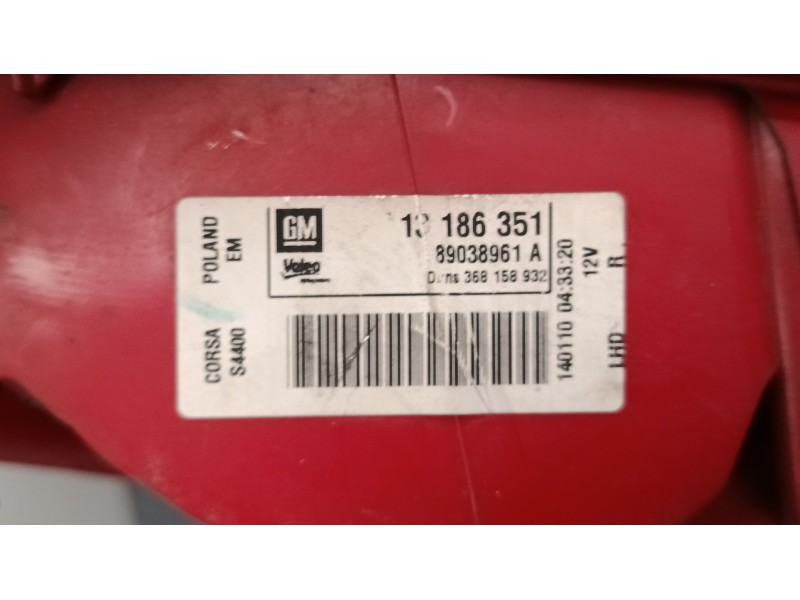 CORSA POLAND
S4400 EM
GM
13 186 351
Valeo
89038961 A
368 158 932
140110 04:33:20
12V
LHD R